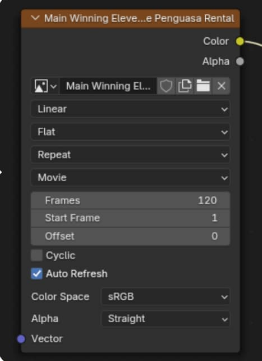 Main Winning Eleve...e Penguasa Rental
Color
Alpha
Main Winning El...
Linear
Flat
Repeat
Movie
Frames 120
Start Frame 1
Offset 0
Cyclic
Auto Refresh
Color Space sRGB
Alpha Straight
Vector